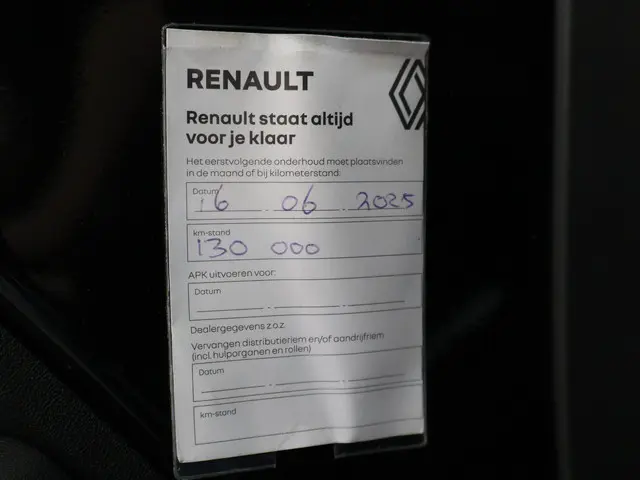 RENAULT
Renault staat altijd
voor je klaar
Het eerstvolgende onderhoud moet plaatsvinden
in de maand of bij kilometerstand:
Datum
16 . 06 . 2025
km-stand
130 000
APK uitvoeren voor:
Datum
Dealergegevens z.o.z.
Vervangen distributieriem en/of aandrijfriem
(incl. hulporganen en rollen)
Datum
km-stand